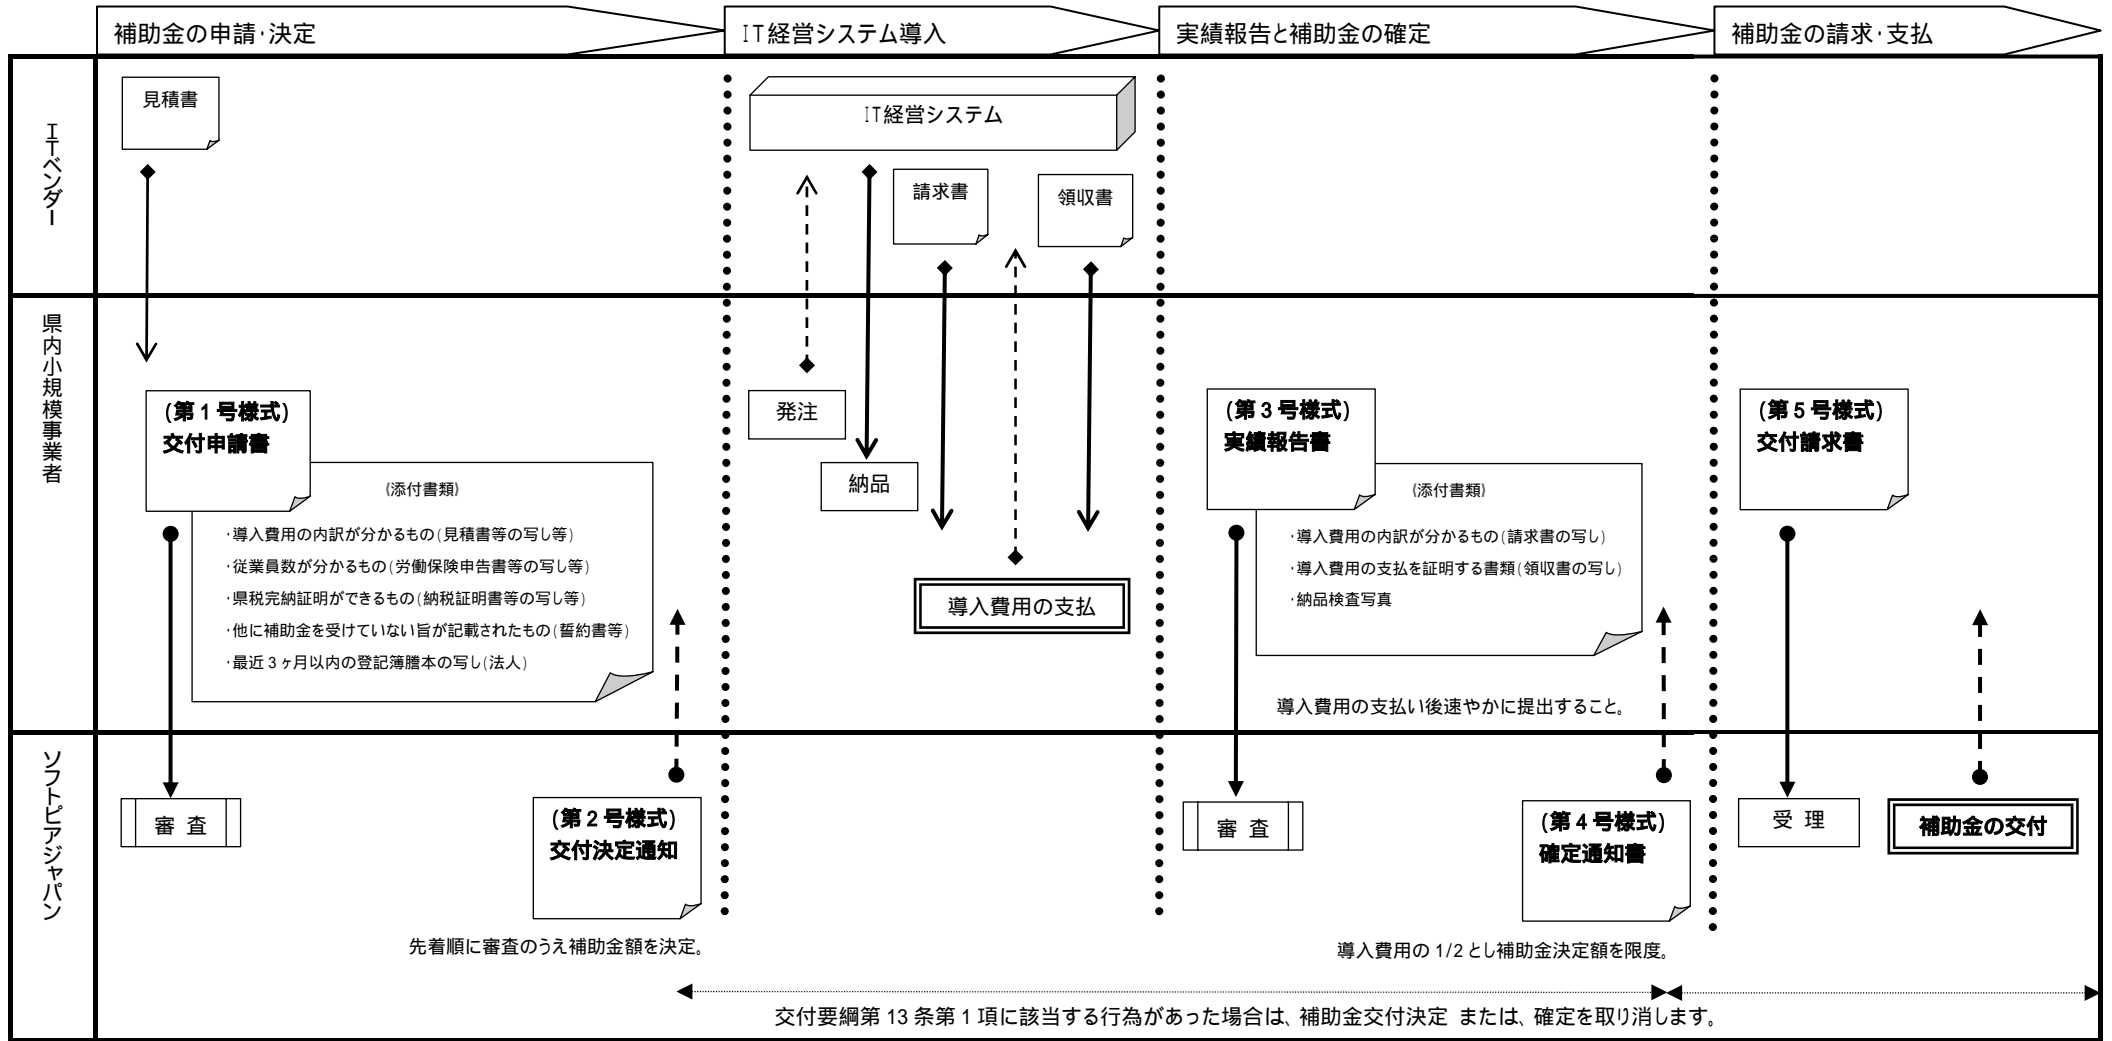 補助金の申請・決定
IT経営システム導入
実績報告と補助金の確定
補助金の請求・支払
ITベンダー
見積書
IT経営システム
請求書
領収書
県内小規模事業者
(第1号様式)
交付申請書
(添付書類)
・導入費用の内訳が分かるもの(見積書等の写し等)
・従業員数が分かるもの(労働保険申告書等の写し等)
・県税完納証明ができるもの(納税証明書等の写し等)
・他に補助金を受けていない旨が記載されたもの(誓約書等)
・最近3ヶ月以内の登記簿謄本の写し(法人)
発注
納品
導入費用の支払
(第3号様式)
実績報告書
(添付書類)
・導入費用の内訳が分かるもの(請求書の写し)
・導入費用の支払を証明する書類(領収書の写し)
・納品検査写真
導入費用の支払い後速やかに提出すること。
(第5号様式)
交付請求書
ソフトピアジャパン
審 査
(第2号様式)
交付決定通知
先着順に審査のうえ補助金額を決定。
審 査
(第4号様式)
確定通知書
導入費用の1/2とし補助金決定額を限度。
受 理
補助金の交付
交付要綱第13条第1項に該当する行為があった場合は、補助金交付決定 または、確定を取り消します。